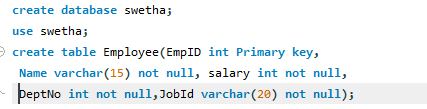 create database swetha;
use swetha;
create table Employee(EmpID int Primary key,
Name varchar(15) not null, salary int not null,
DeptNo int not null,JobId varchar(20) not null);